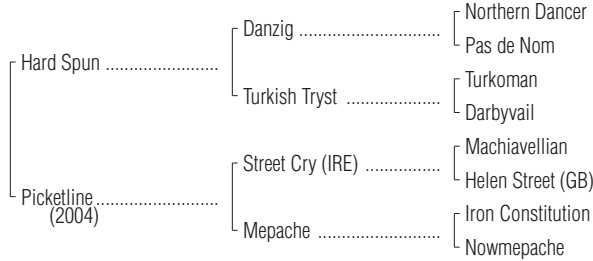 Northern Dancer
Danzig ................................
Pas de Nom
Hard Spun .........................
Turkoman
Turkish Tryst .....................
Darbyvail
Machiavellian
Street Cry (IRE) .................
Helen Street (GB)
Picketline ...........................
(2004)
Iron Constitution
Mepache ...........................
Nowmepache